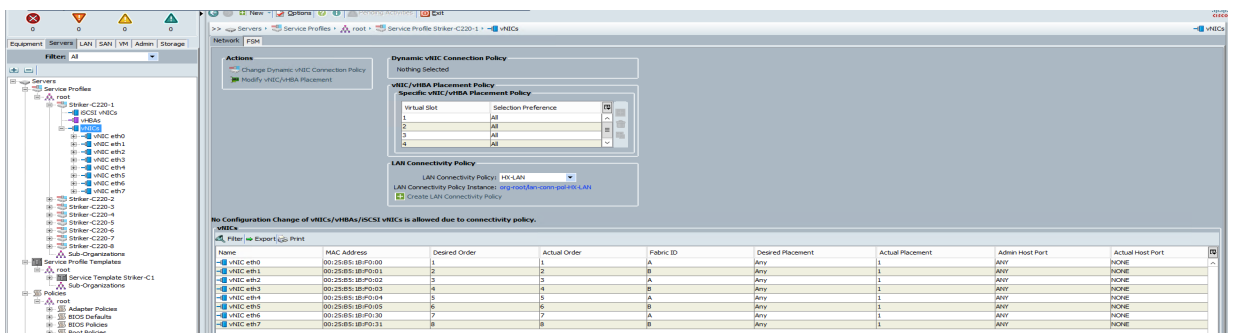 0 0 0 0
New Options Pending Activities Exit
cisco
>> Servers Service Profiles root Service Profile Striker-C220-1 vNICs vNICs
Equipment Servers LAN SAN VM Admin Storage
Network FSM
Filter: All
Actions
Change Dynamic vNIC Connection Policy
Modify vNIC/vHBA Placement
Dynamic vNIC Connection Policy
Nothing Selected
vNIC/vHBA Placement Policy
Specific vNIC/vHBA Placement Policy
Virtual Slot Selection Preference
1 All
2 All
3 All
4 All
LAN Connectivity Policy
LAN Connectivity Policy: HX-LAN
LAN Connectivity Policy Instance: org-root/lan-conn-pol-HX-LAN
Create LAN Connectivity Policy
Servers
Service Profiles
root
Striker-C220-1
iSCSI vNICs
vHBAs
vNICs
vNIC eth0
vNIC eth1
vNIC eth2
vNIC eth3
vNIC eth4
vNIC eth5
vNIC eth6
vNIC eth7
Striker-C220-2
Striker-C220-3
Striker-C220-4
Striker-C220-5
Striker-C220-6
Striker-C220-7
Striker-C220-8
Sub-Organizations
Service Profile Templates
root
Service Template Striker-C1
Sub-Organizations
Policies
root
Adapter Policies
BIOS Defaults
BIOS Policies
Boot Policies
No Configuration Change of vNICs/vHBAs/iSCSI vNICs is allowed due to connectivity policy.
vNICs
Filter Export Print
Name MAC Address Desired Order Actual Order Fabric ID Desired Placement Actual Placement Admin Host Port Actual Host Port
vNIC eth0 00:25:B5:1B:F0:00 1 1 A Any 1 ANY NONE
vNIC eth1 00:25:B5:1B:F0:01 2 2 B Any 1 ANY NONE
vNIC eth2 00:25:B5:1B:F0:02 3 3 A Any 1 ANY NONE
vNIC eth3 00:25:B5:1B:F0:03 4 4 B Any 1 ANY NONE
vNIC eth4 00:25:B5:1B:F0:04 5 5 A Any 1 ANY NONE
vNIC eth5 00:25:B5:1B:F0:05 6 6 B Any 1 ANY NONE
vNIC eth6 00:25:B5:1B:F0:30 7 7 A Any 1 ANY NONE
vNIC eth7 00:25:B5:1B:F0:31 8 8 B Any 1 ANY NONE